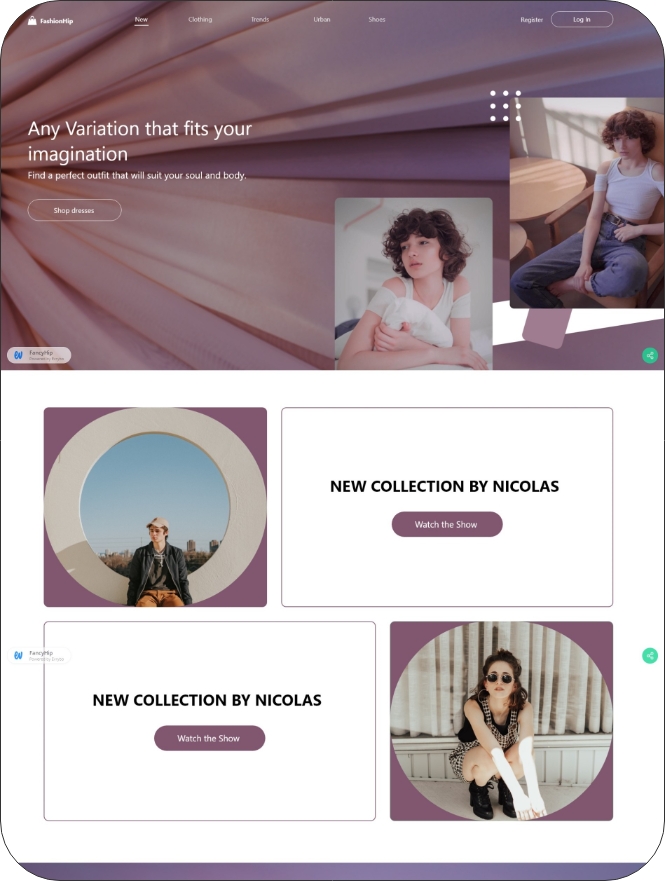 FashionHip
New
Clothing
Trends
Urban
Shoes
Register
Log In
Any Variation that fits your
imagination
Find a perfect outfit that will suit your soul and body.
Shop dresses
FancyHip
NEW COLLECTION BY NICOLAS
Watch the Show
FancyHip
NEW COLLECTION BY NICOLAS
Watch the Show